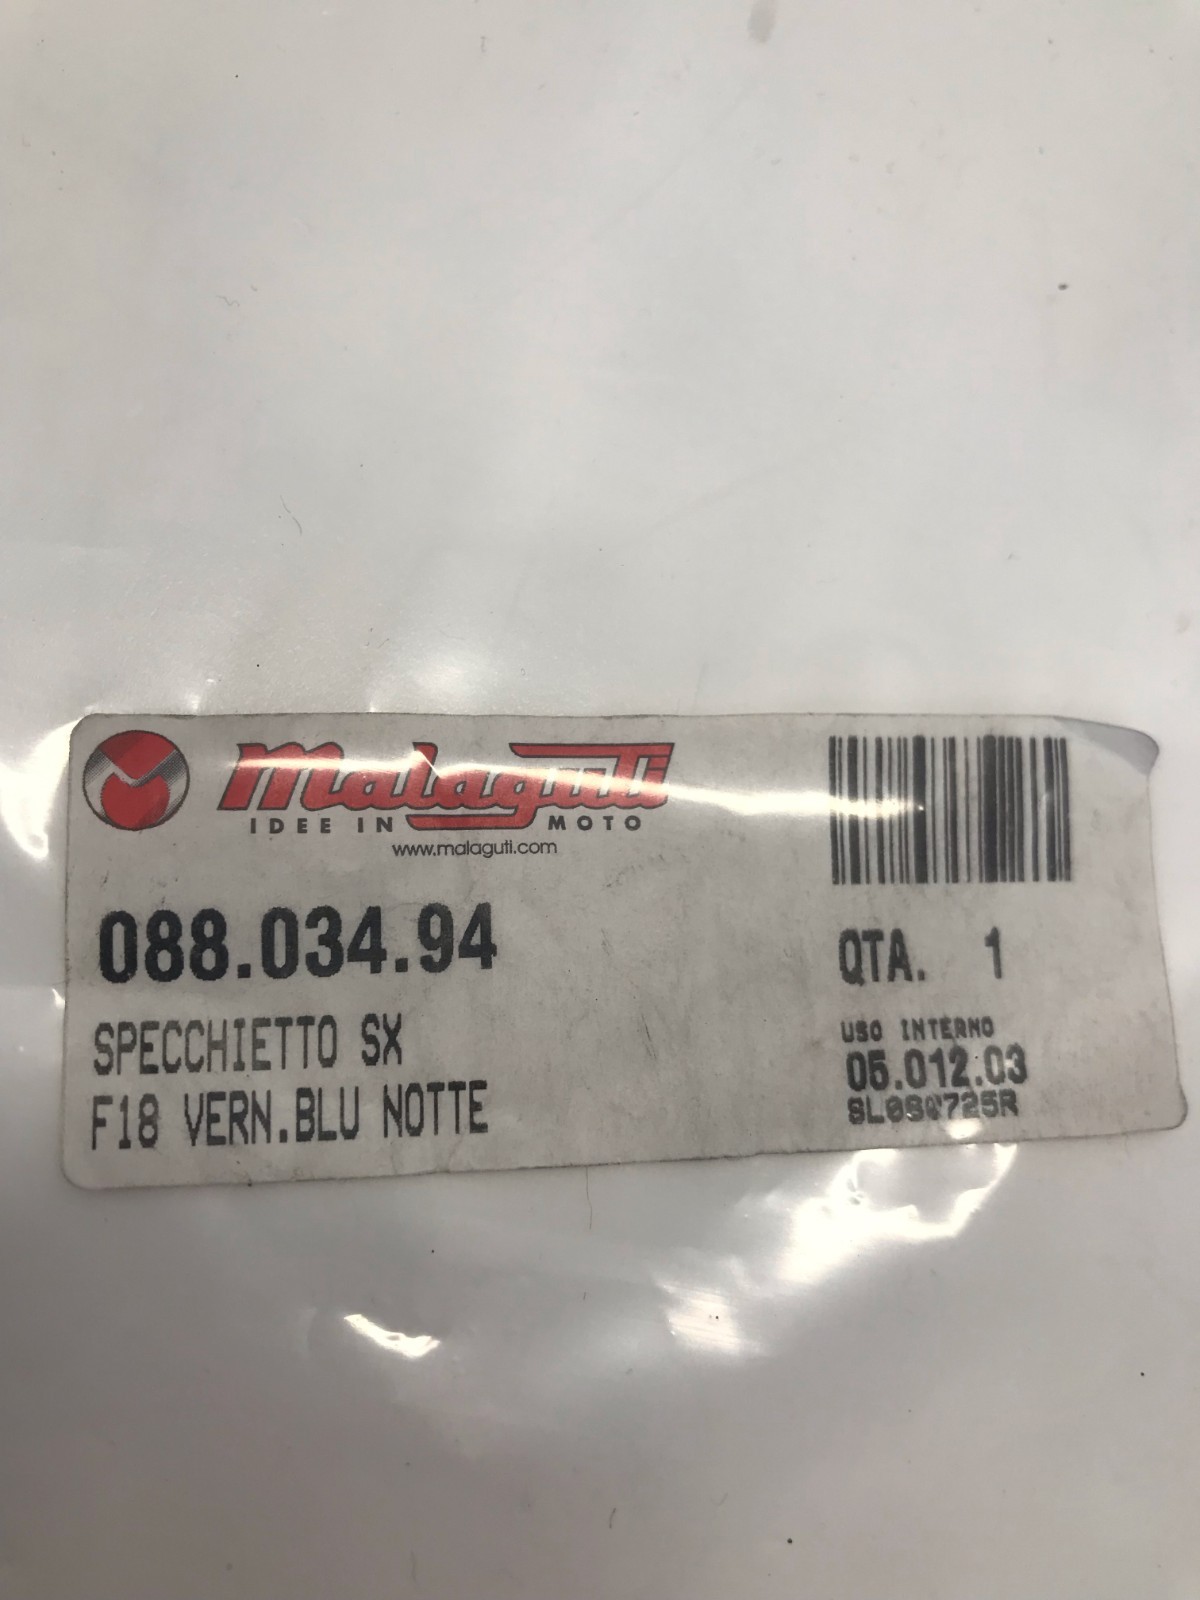 Malaguti
IDEE IN MOTO
www.malaguti.com
088.034.94
SPECCHIETTO SX
F18 VERN.BLU NOTTE
QTA. 1
USO INTERNO
05.012.03